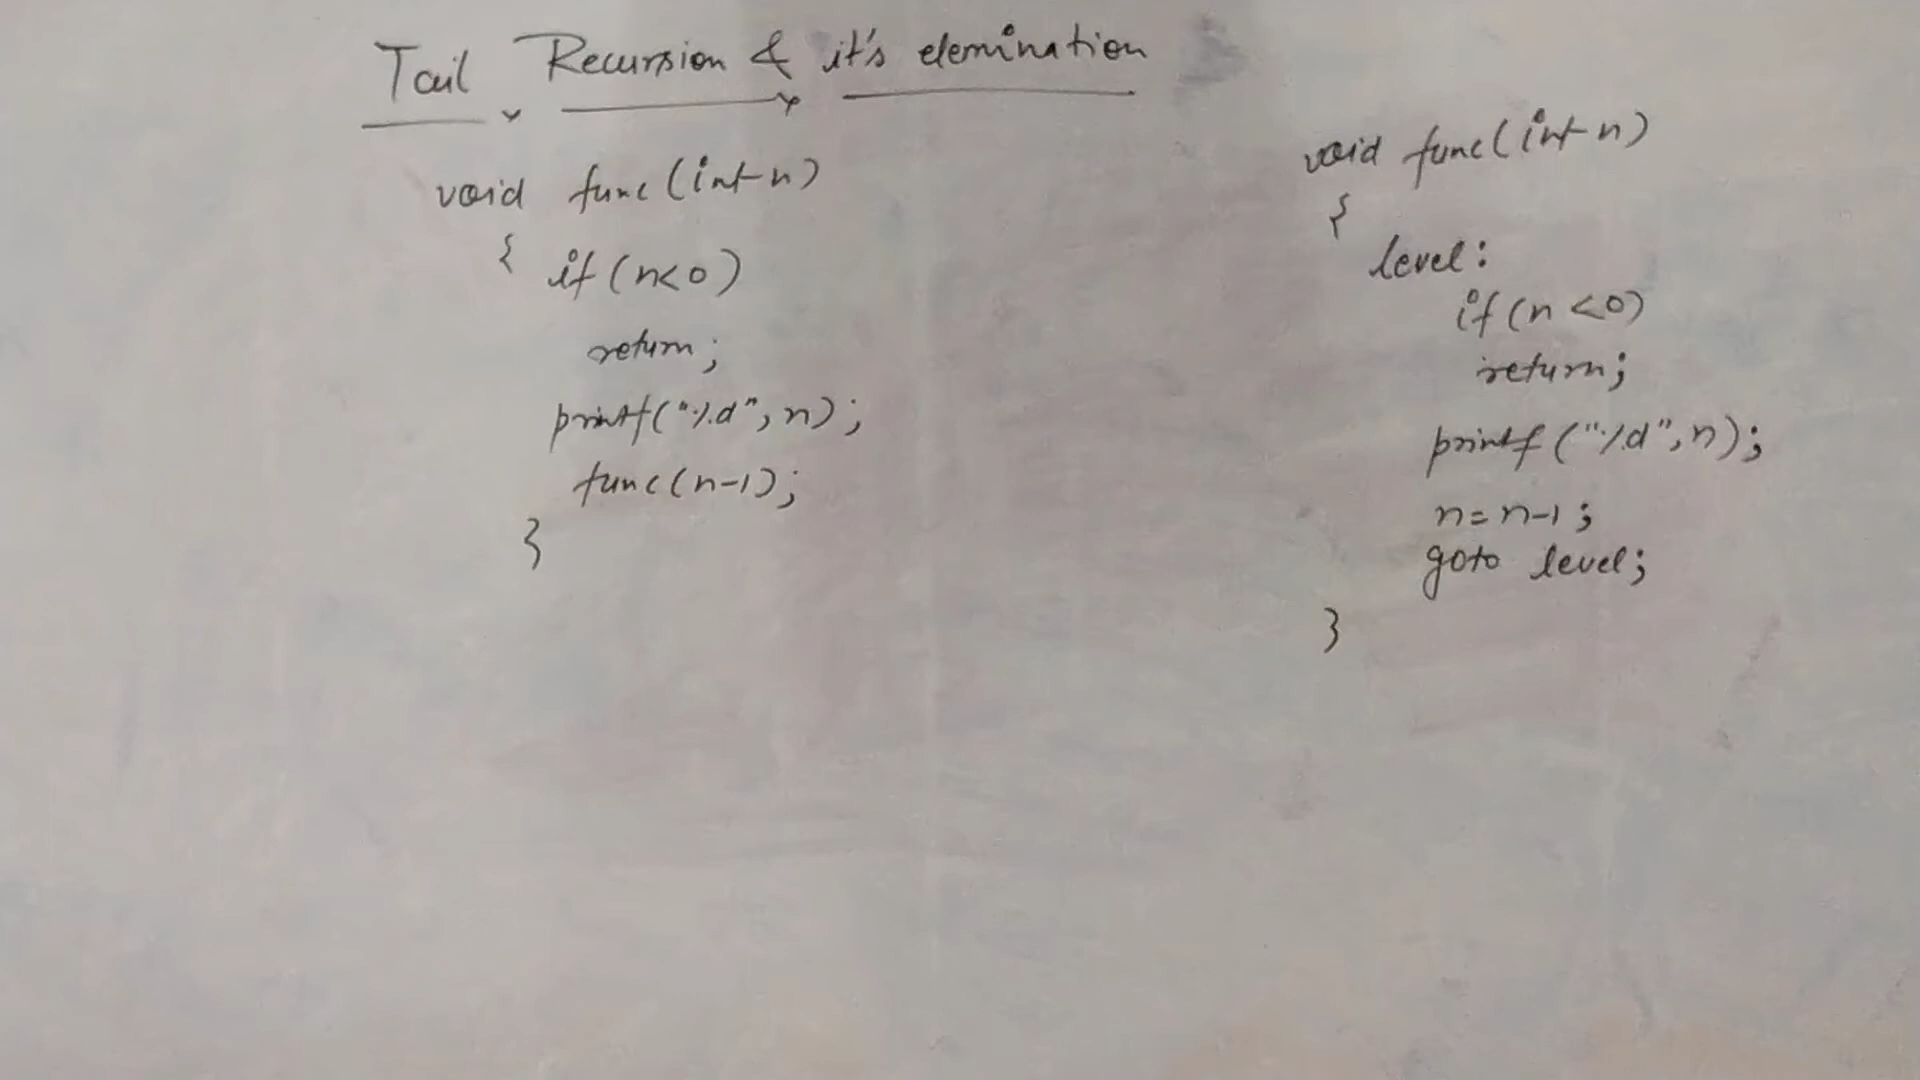 Tail Recursion & it's elemination
void func(int n)
{ if(n<0)
return;
printf("%d", n);
func(n-1);
}
void func(int n)
{
level:
if(n<0)
return;
printf("%d", n);
n=n-1;
goto level;
}